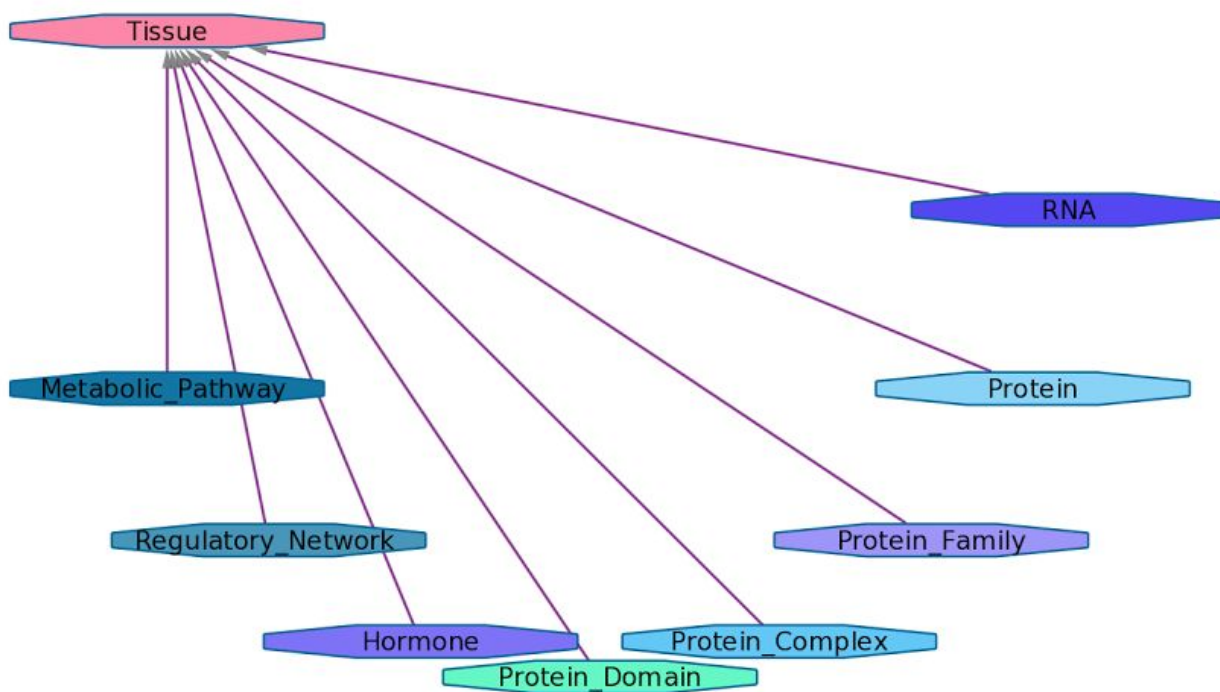 Tissue
RNA
Metabolic_Pathway
Protein
Regulatory_Network
Protein_Family
Hormone
Protein_Complex
Protein_Domain